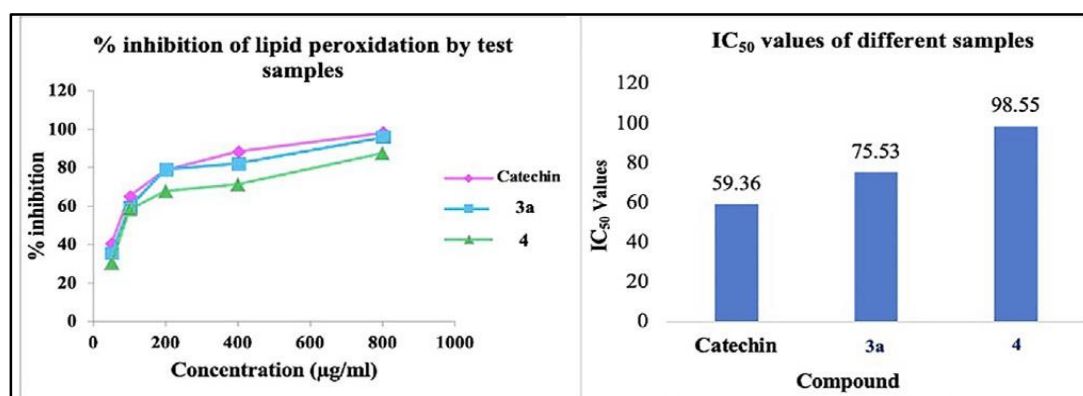 % inhibition of lipid peroxidation by test
samples
120
100
80
60
40
20
0
% inhibition
0 200 400 600 800 1000
Concentration (µg/ml)
Catechin
3a
4
IC50 values of different samples
120
100
80
60
40
20
0
IC50 Values
59.36
75.53
98.55
Catechin 3a 4
Compound